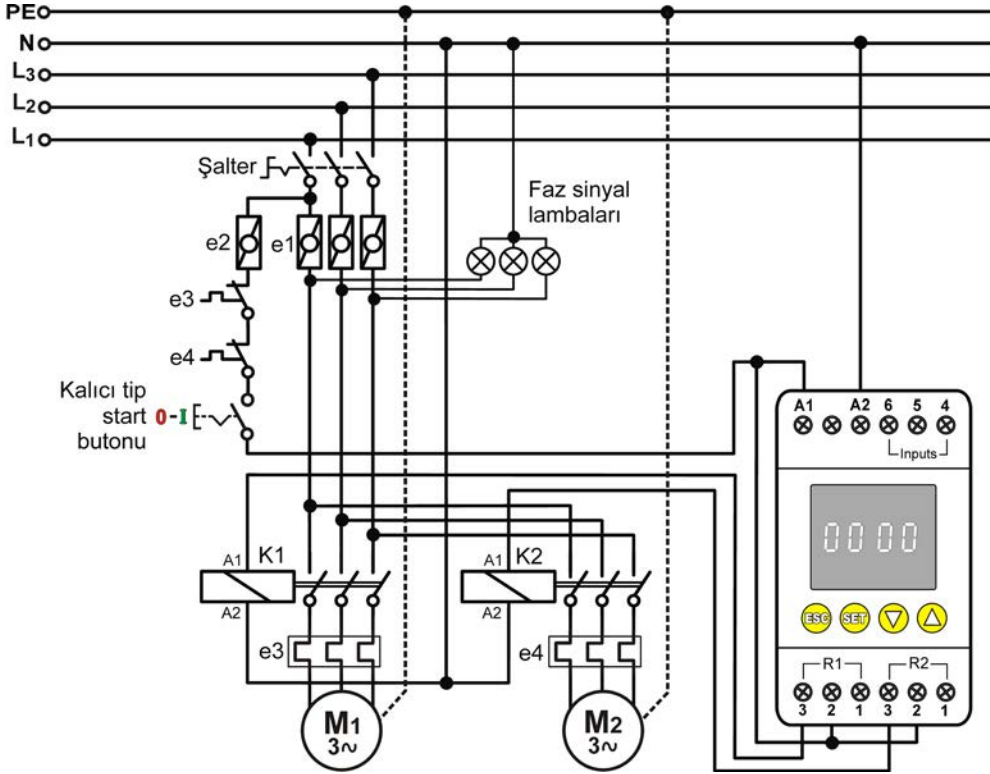 PE
N
L3
L2
L1
Şalter
Faz sinyal
lambaları
e2
e1
e3
e4
Kalıcı tip
start
butonu
0-I
A1
A2
6
5
4
Inputs
00 00
A1
K1
A2
A1
K2
A2
ESC
SET
e3
e4
R1
R2
3
2
1
3
2
1
M1
3~
M2
3~